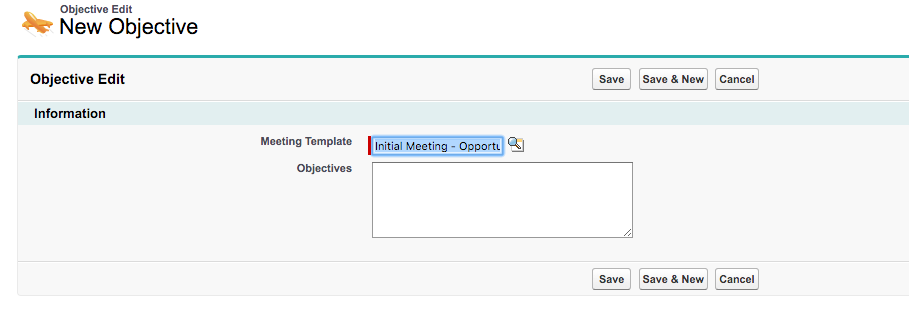 Objective Edit
New Objective
Objective Edit
Save Save & New Cancel
Information
Meeting Template Initial Meeting - Opportu
Objectives
Save Save & New Cancel